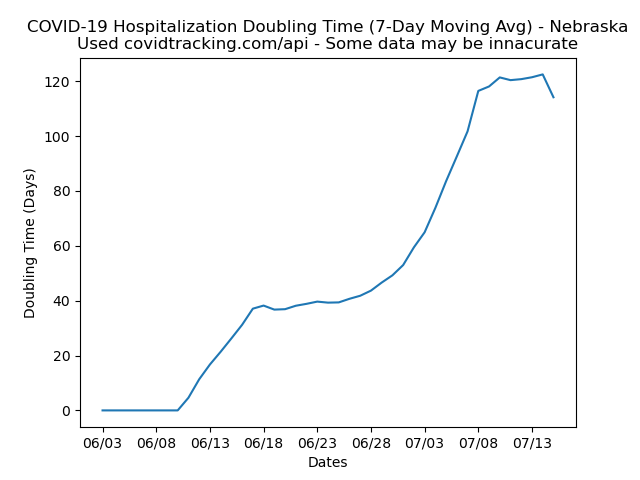 COVID-19 Hospitalization Doubling Time (7-Day Moving Avg) - Nebraska
Used covidtracking.com/api - Some data may be innacurate
120
100
80
60
40
20
0
Doubling Time (Days)
06/03 06/08 06/13 06/18 06/23 06/28 07/03 07/08 07/13
Dates